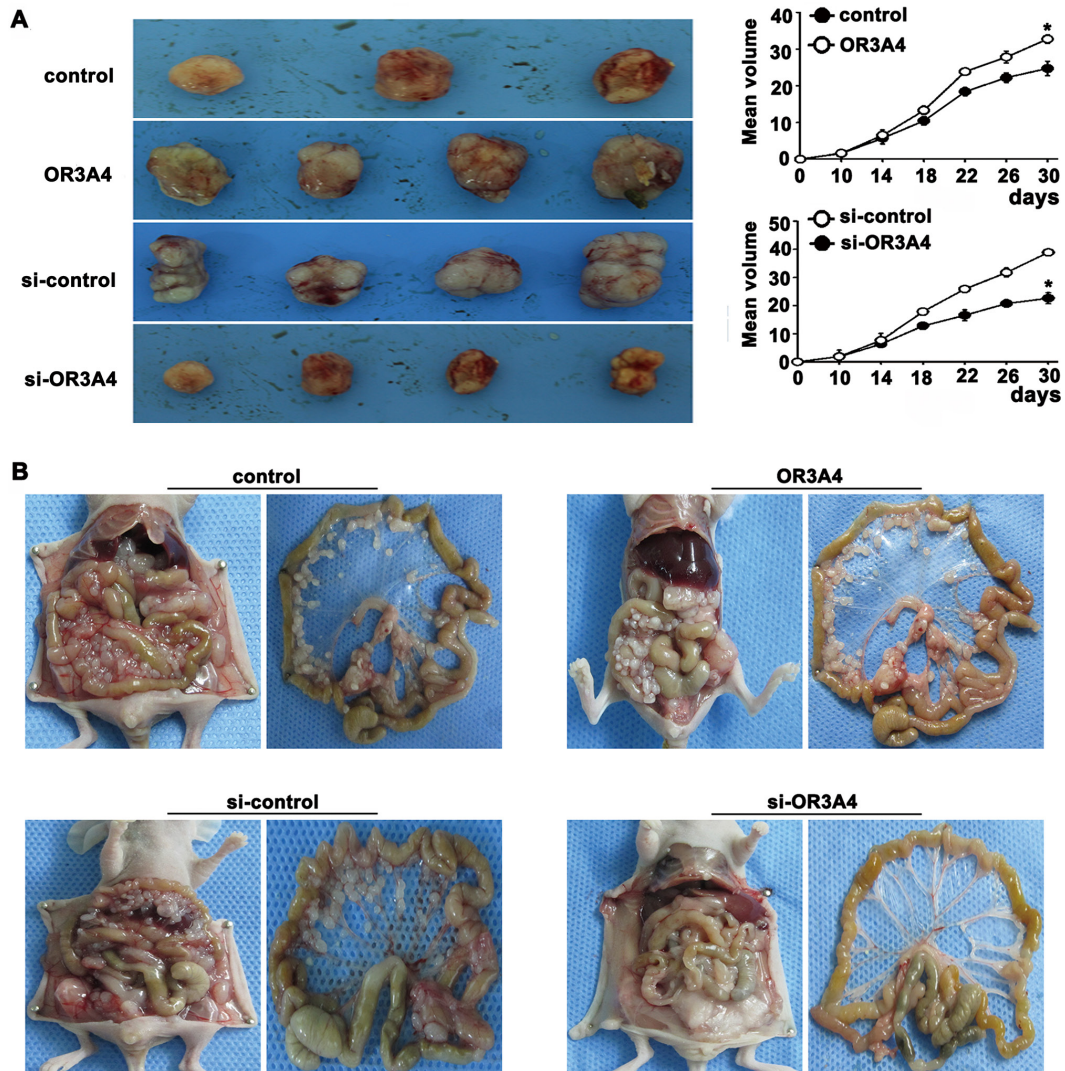 A
control
OR3A4
si-control
si-OR3A4
control
OR3A4
*
Mean volume
40
30
20
10
0
0 10 14 18 22 26 30
days
si-control
si-OR3A4
*
Mean volume
50
40
30
20
10
0
0 10 14 18 22 26 30
days
B
control
OR3A4
si-control
si-OR3A4